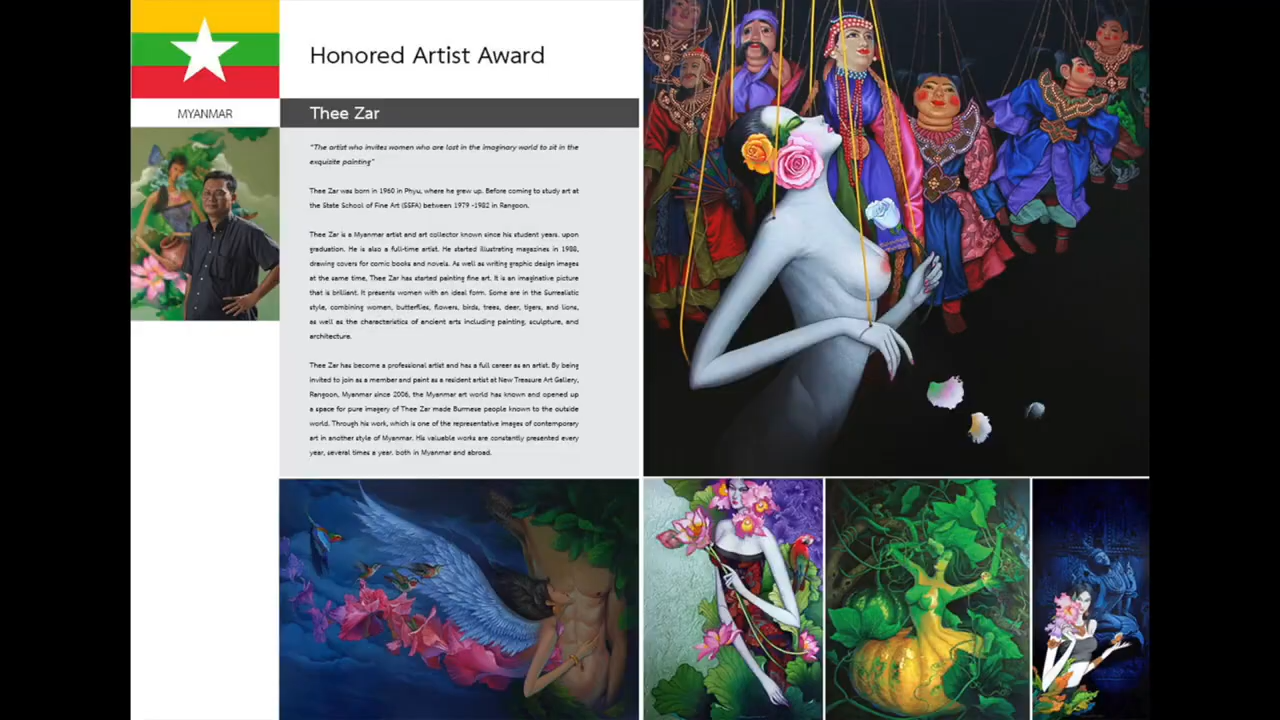 Honored Artist Award
MYANMAR
Thee Zar
"The artist who invites women who are lost in the imaginary world to sit in the
exquisite painting"
Thee Zar was born in 1960 in Phyu, where he grew up. Before coming to study art at
the State School of Fine Art (SSFA) between 1979 -1982 in Rangoon.
Thee Zar is a Myanmar artist and art collector known since his student years. upon
graduation. He is also a full-time artist. He started illustrating magazines in 1988,
drawing covers for comic books and novels. As well as writing graphic design images
at the same time, Thee Zar has started painting fine art. It is an imaginative picture
that is brilliant. It presents women with an ideal form. Some are in the Surrealistic
style, combining women, butterflies, flowers, birds, trees, deer, tigers, and lions,
as well as the characteristics of ancient arts including painting, sculpture, and
architecture.
Thee Zar has become a professional artist and has a full career as an artist. By being
invited to join as a member and paint as a resident artist at New Treasure Art Gallery,
Rangoon, Myanmar since 2006, the Myanmar art world has known and opened up
a space for pure imagery of Thee Zar made Burmese people known to the outside
world. Through his work, which is one of the representative images of contemporary
art in another style of Myanmar. His valuable works are constantly presented every
year, several times a year. both in Myanmar and abroad.